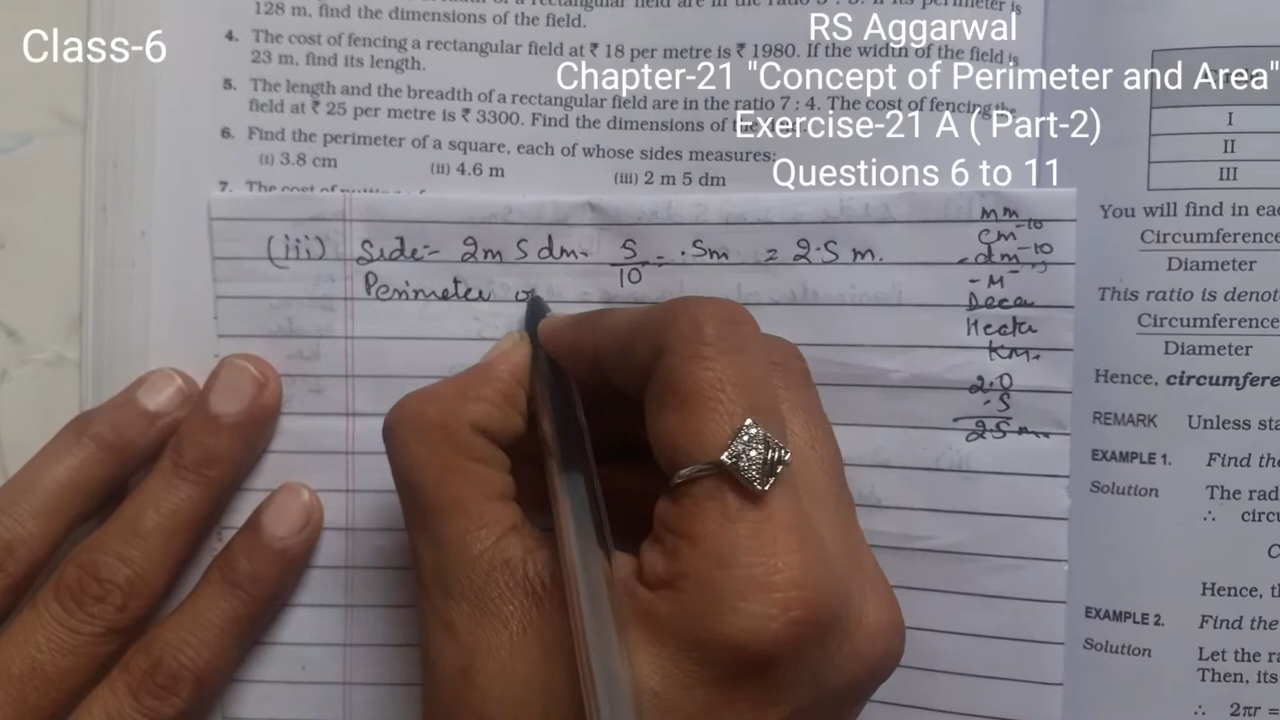 128 m, find the dimensions of the field.
4. The cost of fencing a rectangular field at ₹ 18 per metre is ₹ 1980. If the width of the field is
23 m, find its length.
5. The length and the breadth of a rectangular field are in the ratio 7 : 4. The cost of fencing the
field at ₹ 25 per metre is ₹ 3300. Find the dimensions of
6. Find the perimeter of a square, each of whose sides measures:
(i) 3.8 cm (ii) 4.6 m (iii) 2 m 5 dm
7. The cost of
Class-6
RS Aggarwal
Chapter-21 "Concept of Perimeter and Area"
Exercise-21 A ( Part-2)
Questions 6 to 11
(iii) Side:- 2m 5 dm. 5/10 = .5m = 2.5 m.
Perimeter
mm
cm -10
dm -10
- M
Deca
Hecta
KM.
2.0
.5
2.5 m.
I
II
III
You will find in ea
Circumference
Diameter
This ratio is denot
Circumference
Diameter
Hence, circumfere
REMARK Unless sta
EXAMPLE 1. Find the
Solution The rad
∴ circu
C
Hence, t
EXAMPLE 2. Find the
Solution Let the ra
Then, its
∴ 2πr =